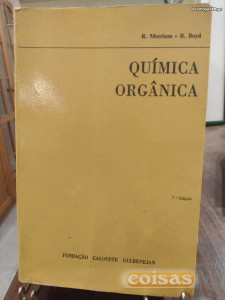 R. Morrison • R. Boyd
QUÍMICA
ORGÂNICA
FUNDAÇÃO CALOUSTE GULBENKIAN
coisas